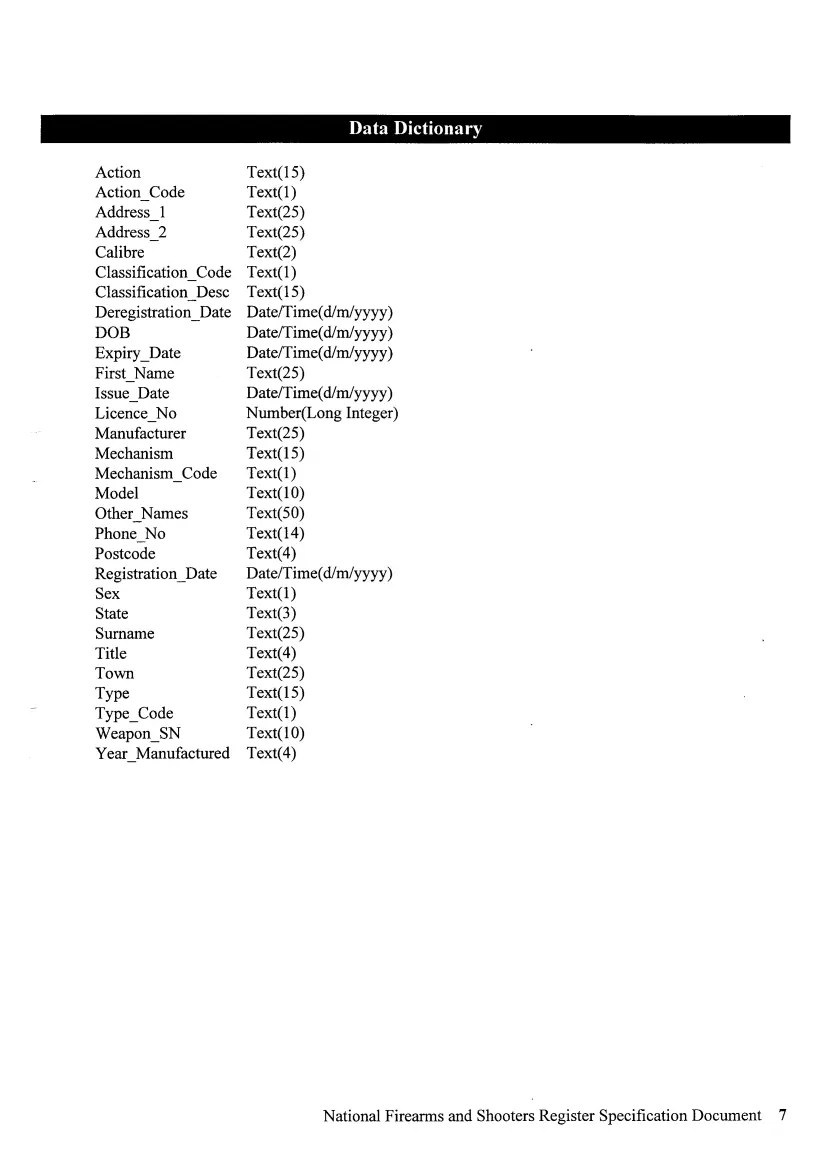 Data Dictionary
Action Text(15)
Action_Code Text(1)
Address_1 Text(25)
Address_2 Text(25)
Calibre Text(2)
Classification_Code Text(1)
Classification_Desc Text(15)
Deregistration_Date Date/Time(d/m/yyyy)
DOB Date/Time(d/m/yyyy)
Expiry_Date Date/Time(d/m/yyyy)
First_Name Text(25)
Issue_Date Date/Time(d/m/yyyy)
Licence_No Number(Long Integer)
Manufacturer Text(25)
Mechanism Text(15)
Mechanism_Code Text(1)
Model Text(10)
Other_Names Text(50)
Phone_No Text(14)
Postcode Text(4)
Registration_Date Date/Time(d/m/yyyy)
Sex Text(1)
State Text(3)
Surname Text(25)
Title Text(4)
Town Text(25)
Type Text(15)
Type_Code Text(1)
Weapon_SN Text(10)
Year_Manufactured Text(4)
National Firearms and Shooters Register Specification Document 7